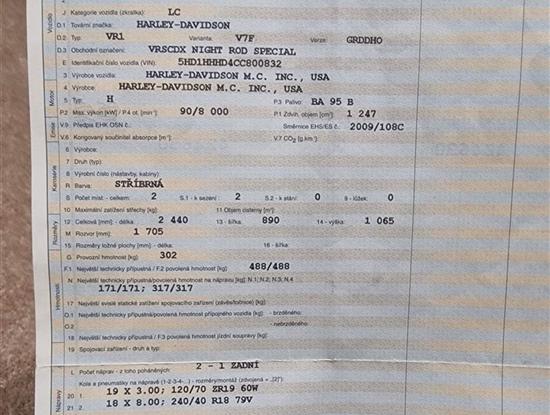 J Kategorie vozidla (zkratka): LC
D.1 Tovární značka: HARLEY-DAVIDSON
D.2 Typ: VR1 Varianta: V7F Verze: GRDDHO
D.3 Obchodní označení: VRSCDX NIGHT ROD SPECIAL
E Identifikační číslo vozidla (VIN): 5HD1HHHD4CC800832
3 Výrobce vozidla: HARLEY-DAVIDSON M.C. INC., USA
4 Výrobce: HARLEY-DAVIDSON M.C. INC., USA
5 Typ: H P.3 Palivo: BA 95 B
P.2 Max. výkon [kW] / P.4 ot. [min⁻¹]: 90/8 000 P.1 Zdvih. objem [cm³]: 1 247
V.9 Předpis EHK OSN č.: Směrnice EHS/ES č.: 2009/108C
V.6 Korigovaný součinitel absorpce [m⁻¹]: V.7 CO₂ [g.km⁻¹]:
6 Výrobce:
7 Druh (typ):
8 Výrobní číslo (nástavby, kabiny):
R Barva: STŘÍBRNÁ
S Počet míst - celkem: 2 S.1 - k sezení: 2 S.2 - k stání: 0 9 - lůžek: 0
10 Maximální zatížení střechy [kg]: 11 Objem cisterny [m³]:
12 Celková [mm]: - délka: 2 440 13 - šířka: 890 14 - výška: 1 065
M Rozvor [mm]: 1 705
15 Rozměry ložné plochy [mm]: - délka: 16 - šířka:
G Provozní hmotnost [kg]: 302
F.1 Největší technicky přípustná / F.2 povolená hmotnost [kg] 488/488
N Největší technicky přípustná/povolená hmotnost na nápravu [kg] N.1; N.2; N.3; N.4
171/171; 317/317
17 Největší svislé statické zatížení spojovacího zařízení (závěs/točnice) [kg]:
O.1 Největší technicky přípustná/povolená hmotnost přípojného vozidla [kg] - brzděného:
O.2 - nebrzděného:
18 Největší technicky přípustná / F.3 povolená hmotnost jízdní soupravy [kg]:
19 Spojovací zařízení - druh a typ:
L Počet náprav - z toho poháněných: 2 - 1 ZADNÍ
Kola a pneumatiky na nápravě (1-2-3-4-..) - rozměry/montáž (zdvojená = „[2]“):
20 1. 19 X 3.00; 120/70 ZR19 60W
21 2. 18 X 8.00; 240/40 R18 79V
Vozidlo
Motor
Emise
Karoserie
Rozměry
Hmotnosti
Nápravy